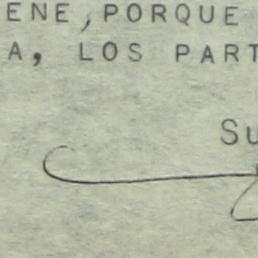 ENE, PORQUE
A, LOS PART
SU